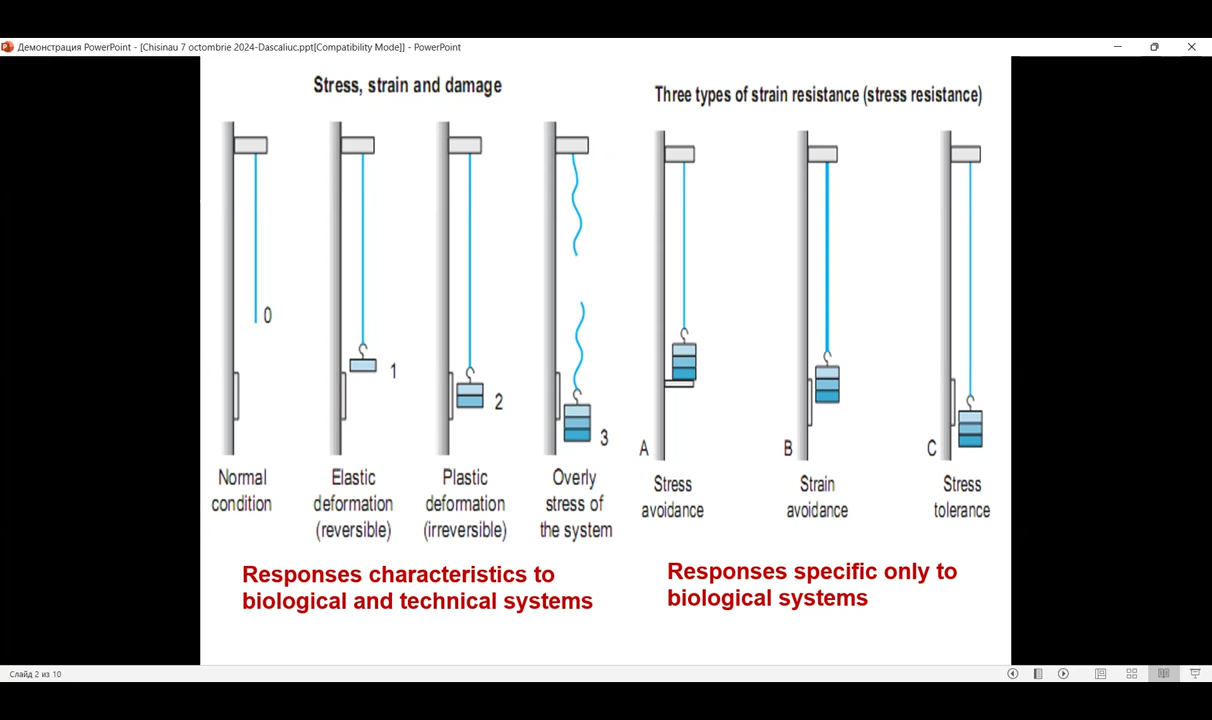 Демонстрация PowerPoint - [Chisinau 7 octombrie 2024-Dascaliuc.ppt[Compatibility Mode]] - PowerPoint
Stress, strain and damage
0
1
2
3
Normal
condition
Elastic
deformation
(reversible)
Plastic
deformation
(irreversible)
Overly
stress of
the system
Responses characteristics to
biological and technical systems
Three types of strain resistance (stress resistance)
A
B
C
Stress
avoidance
Strain
avoidance
Stress
tolerance
Responses specific only to
biological systems
Слайд 2 из 10